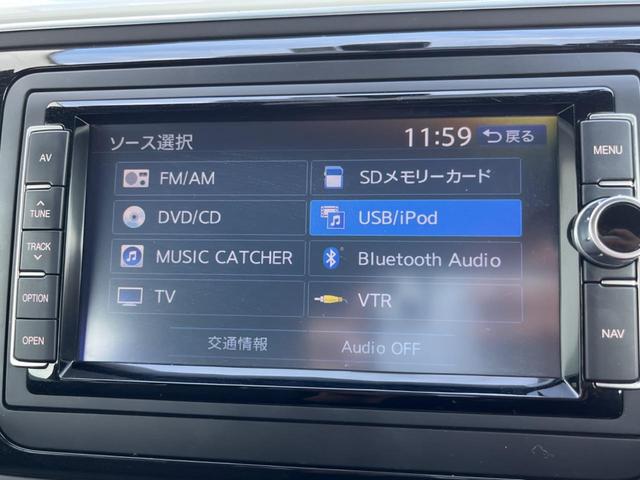 ソース選択
11:59
戻る
FM/AM
SDメモリーカード
DVD/CD
USB/iPod
MUSIC CATCHER
Bluetooth Audio
TV
VTR
交通情報
Audio OFF
AV
TUNE
TRACK
OPTION
OPEN
MENU
NAV